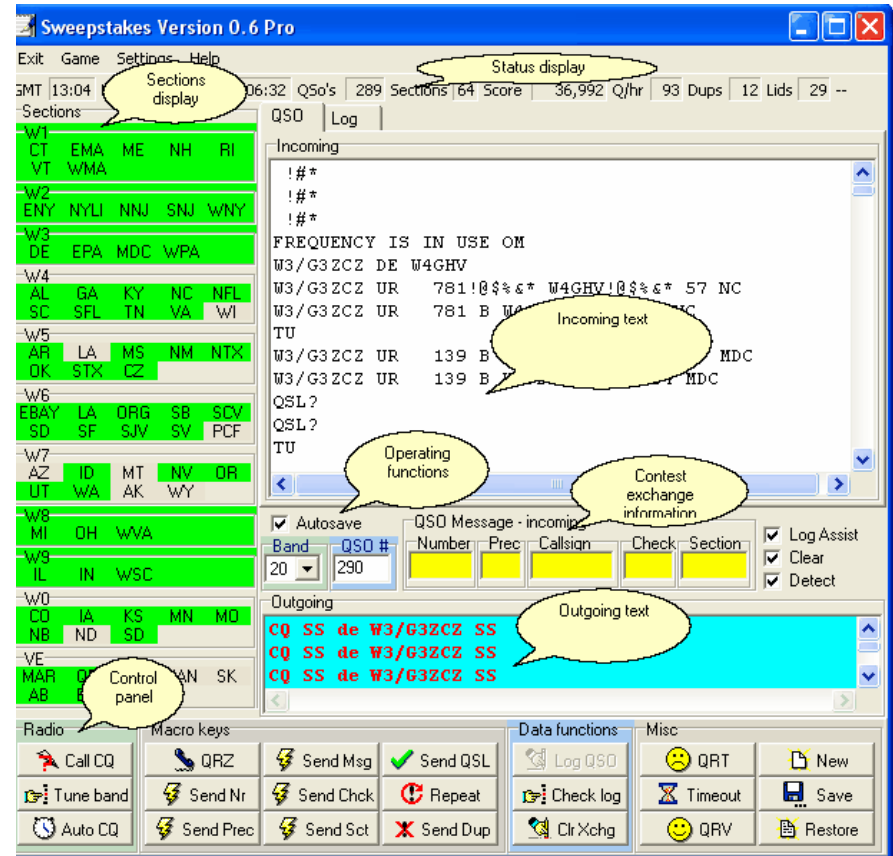 Sweepstakes Version 0.6 Pro
Exit Game Settings Help
Status display
Sections display
GMT 13:04 06:32 QSo's 289 Sections 64 Score 36,992 Q/hr 93 Dups 12 Lids 29 --
Sections
W1
CT EMA ME NH RI
VT WMA
W2
ENY NYLI NNJ SNJ WNY
W3
DE EPA MDC WPA
W4
AL GA KY NC NFL
SC SFL TN VA WI
W5
AR LA MS NM NTX
OK STX CZ
W6
EBAY LA ORG SB SCV
SD SF SJV SV PCF
W7
AZ ID MT NV OR
UT WA AK WY
W8
MI OH WVA
W9
IL IN WSC
W0
CO IA KS MN MO
NB ND SD
VE
MAR SK
AB
Control panel
QSO Log
Incoming
!#*
!#*
!#*
FREQUENCY IS IN USE OM
W3/G3ZCZ DE W4GHV
W3/G3ZCZ UR 781!@$%&* W4GHV!@$%&* 57 NC
W3/G3ZCZ UR 781 B
TU
W3/G3ZCZ UR 139 B MDC
W3/G3ZCZ UR 139 B MDC
QSL?
QSL?
TU
Incoming text
Operating functions
Contest exchange information
Autosave
Band QSO #
20 290
QSO Message - incoming
Number Prec Callsign Check Section
Log Assist
Clear
Detect
Outgoing
CQ SS de W3/G3ZCZ SS
CQ SS de W3/G3ZCZ SS
CQ SS de W3/G3ZCZ SS
Outgoing text
Radio Macro keys Data functions Misc
Call CQ QRZ Send Msg Send QSL Log QSO QRT New
Tune band Send Nr Send Chck Repeat Check log Timeout Save
Auto CQ Send Prec Send Sct Send Dup Clr Xchg QRV Restore